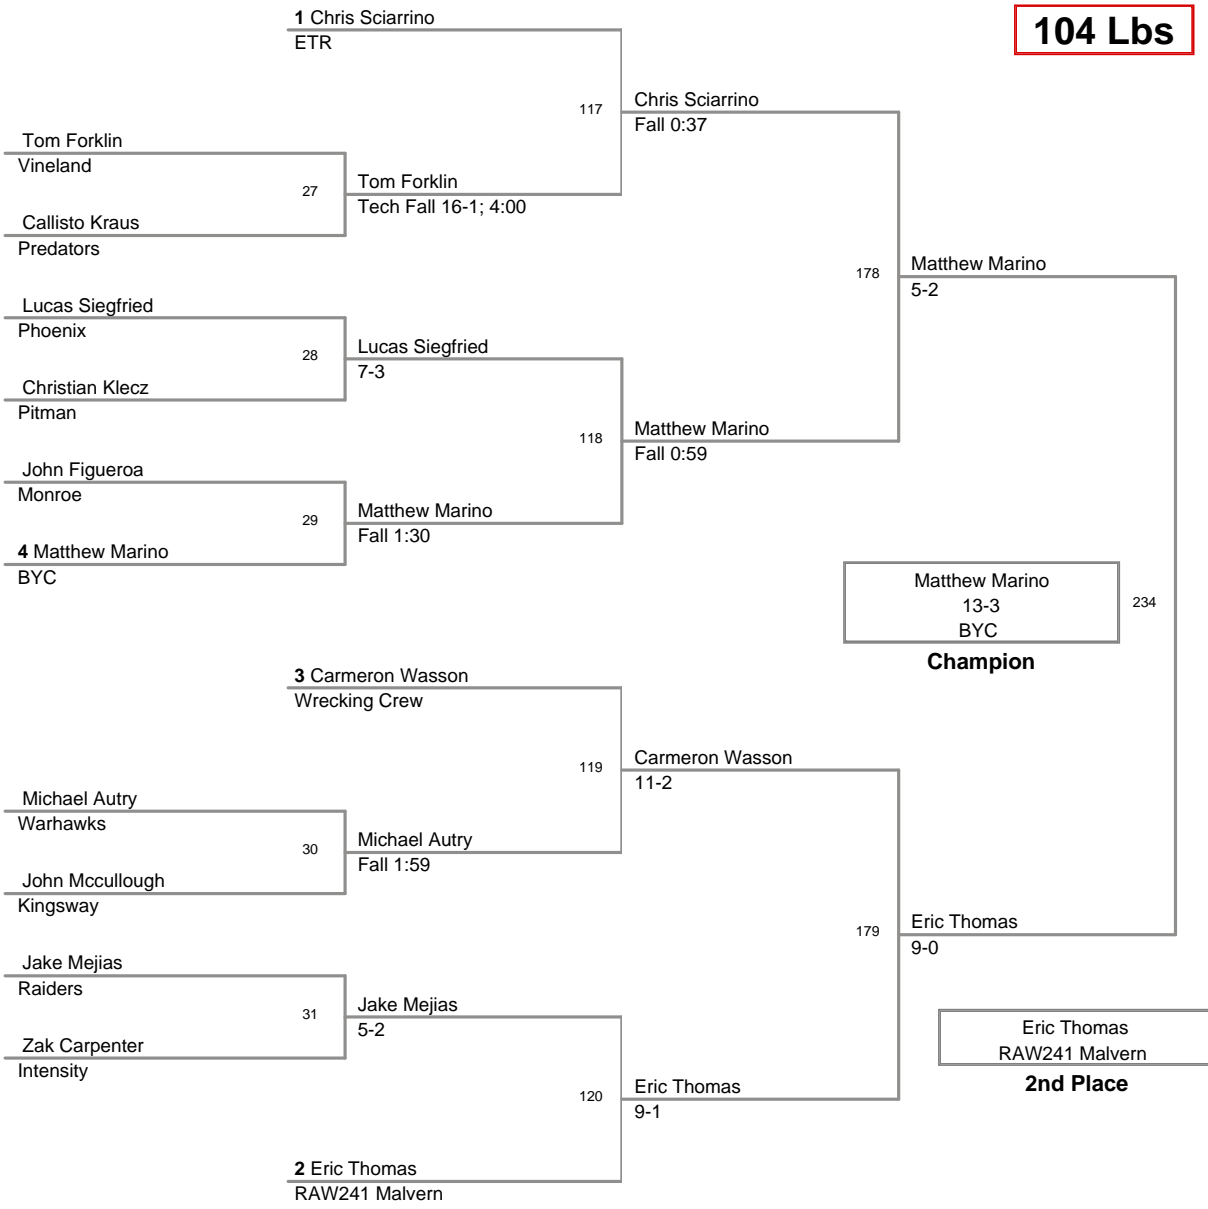 1 Chris Sciarrino
ETR
104 Lbs
117
Chris Sciarrino
Fall 0:37
Tom Forklin
Vineland
27
Tom Forklin
Tech Fall 16-1; 4:00
Callisto Kraus
Predators
178
Matthew Marino
5-2
Lucas Siegfried
Phoenix
28
Lucas Siegfried
7-3
Christian Klecz
Pitman
118
Matthew Marino
Fall 0:59
John Figueroa
Monroe
29
Matthew Marino
Fall 1:30
4 Matthew Marino
BYC
Matthew Marino
13-3
BYC
234
Champion
3 Carmeron Wasson
Wrecking Crew
119
Carmeron Wasson
11-2
Michael Autry
Warhawks
30
Michael Autry
Fall 1:59
John Mccullough
Kingsway
179
Eric Thomas
9-0
Jake Mejias
Raiders
31
Jake Mejias
5-2
Zak Carpenter
Intensity
Eric Thomas
RAW241 Malvern
2nd Place
120
Eric Thomas
9-1
2 Eric Thomas
RAW241 Malvern